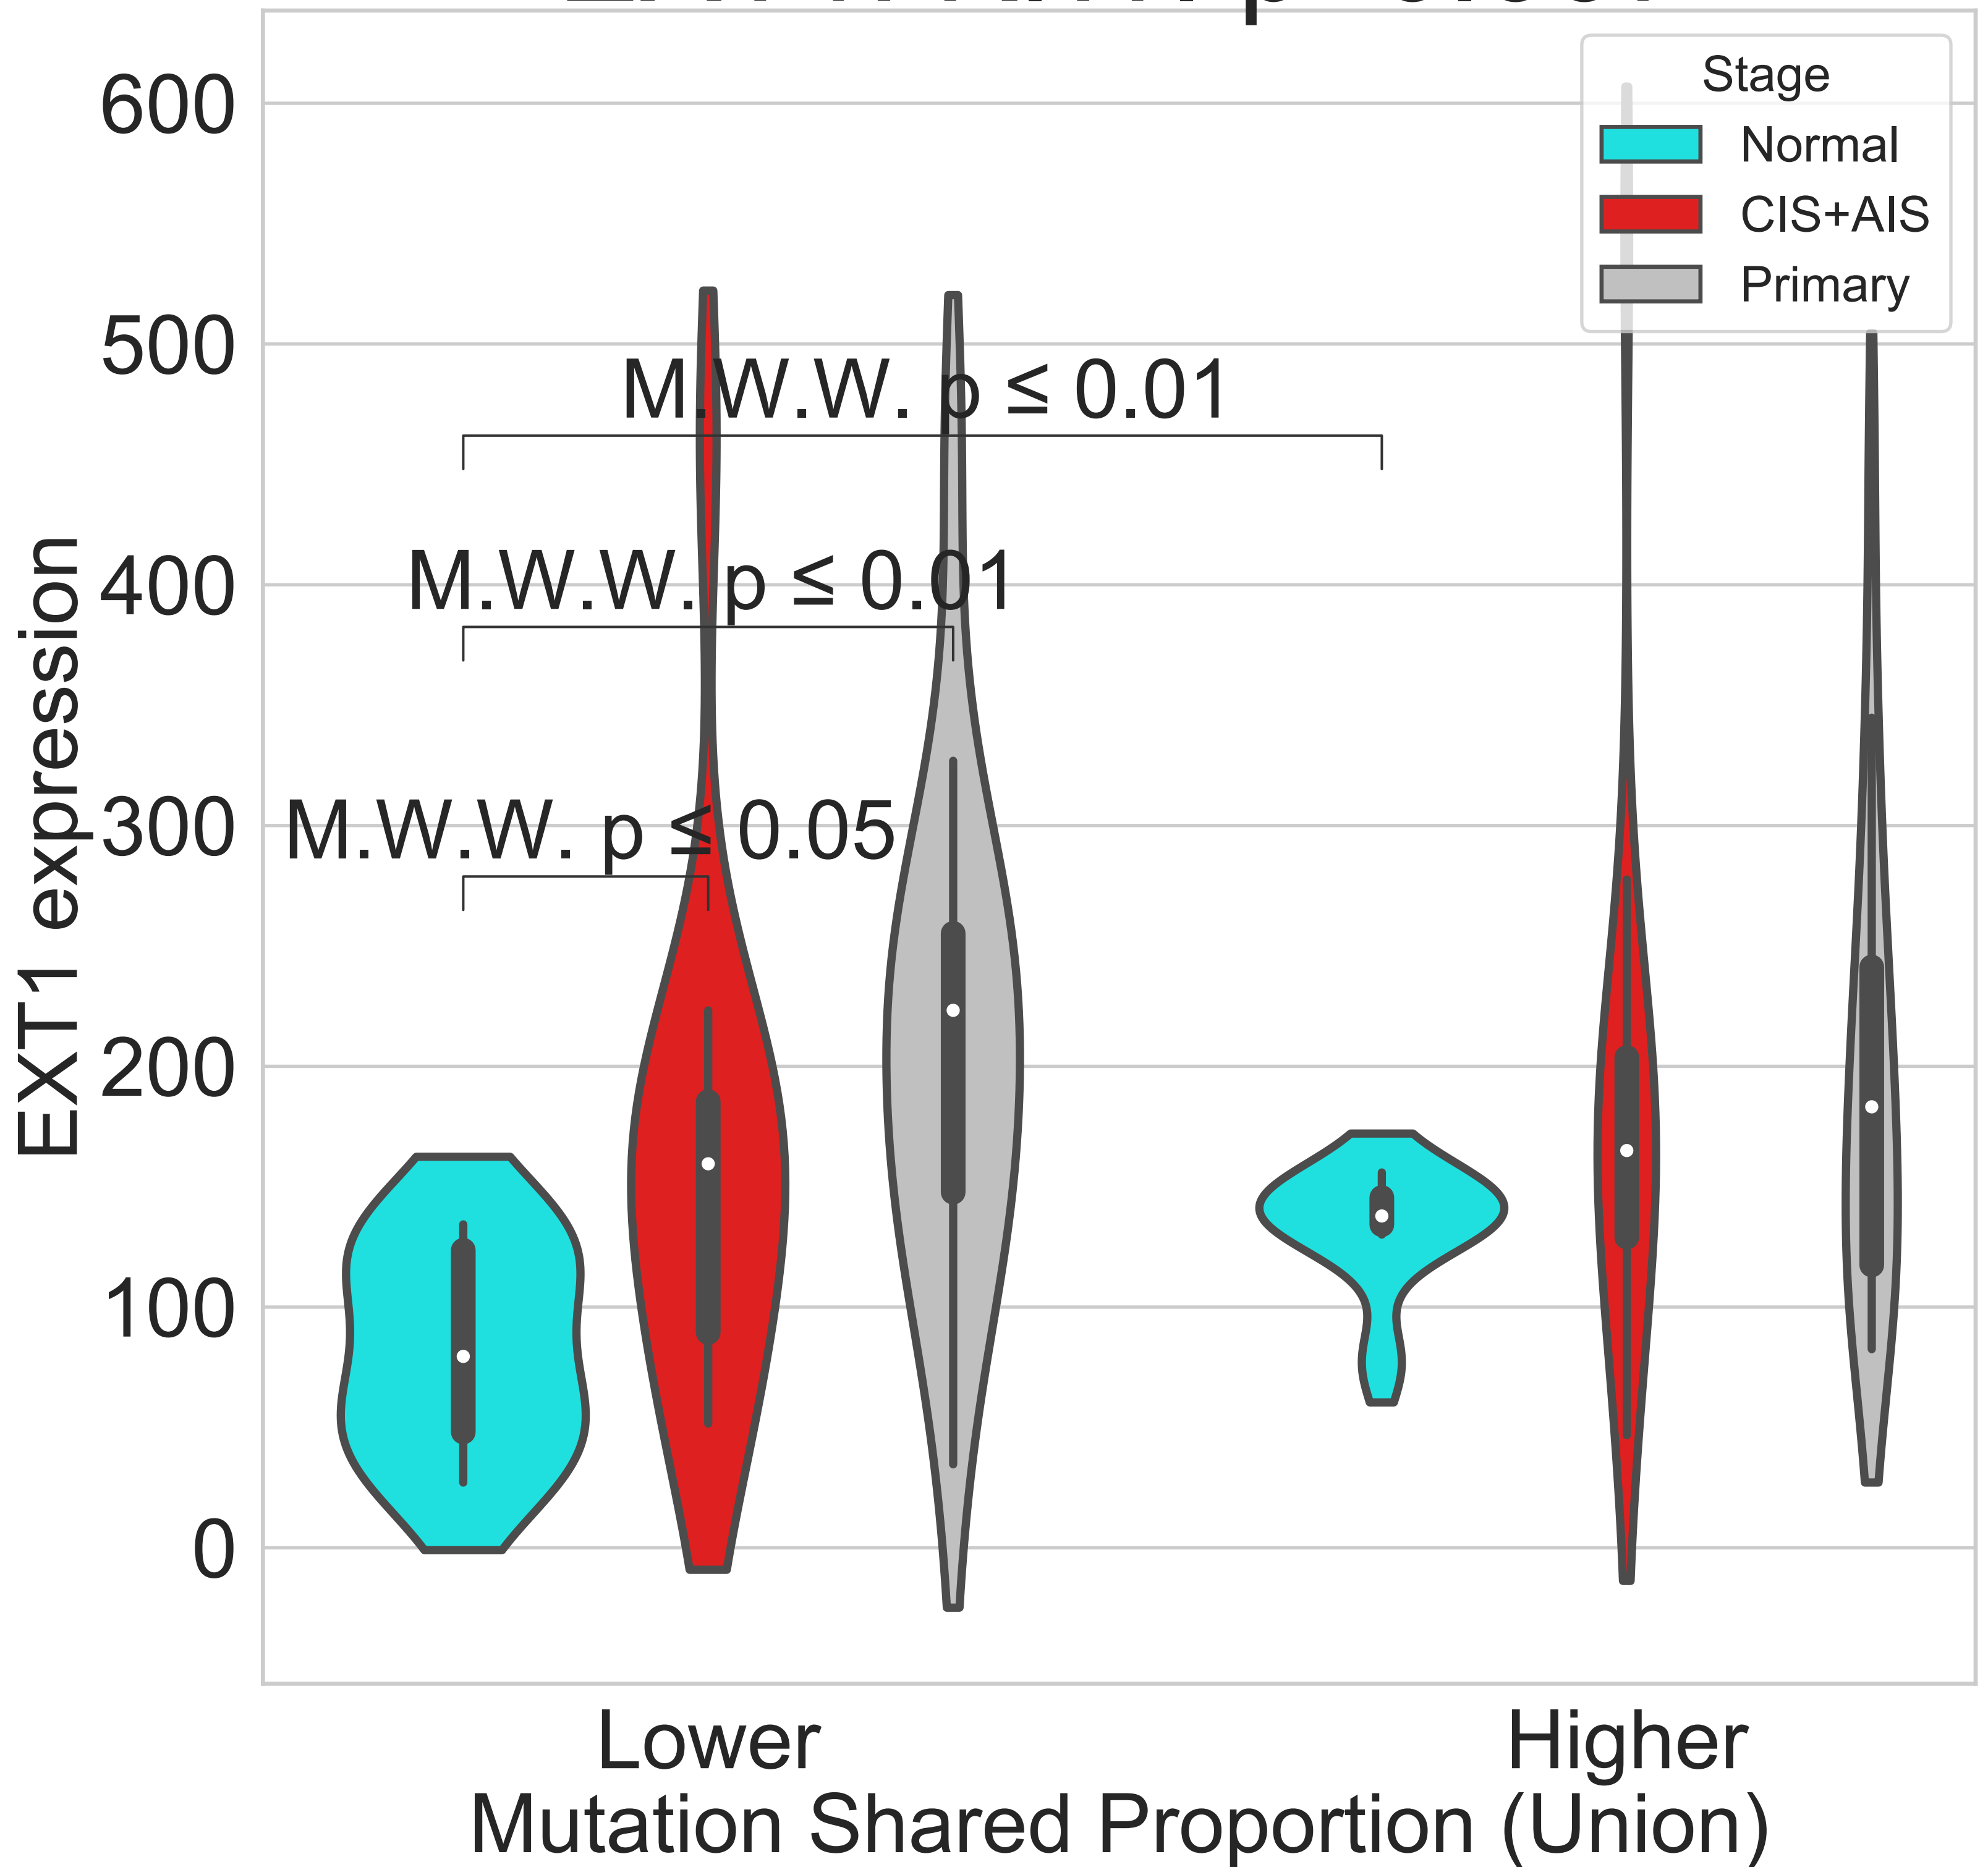 600
500
400
300
200
100
0
EXT1 expression
Stage
Normal
CIS+AIS
Primary
M.W.W. p ≤ 0.01
M.W.W. p ≤ 0.01
M.W.W. p ≤ 0.05
Lower
Higher
Mutation Shared Proportion (Union)